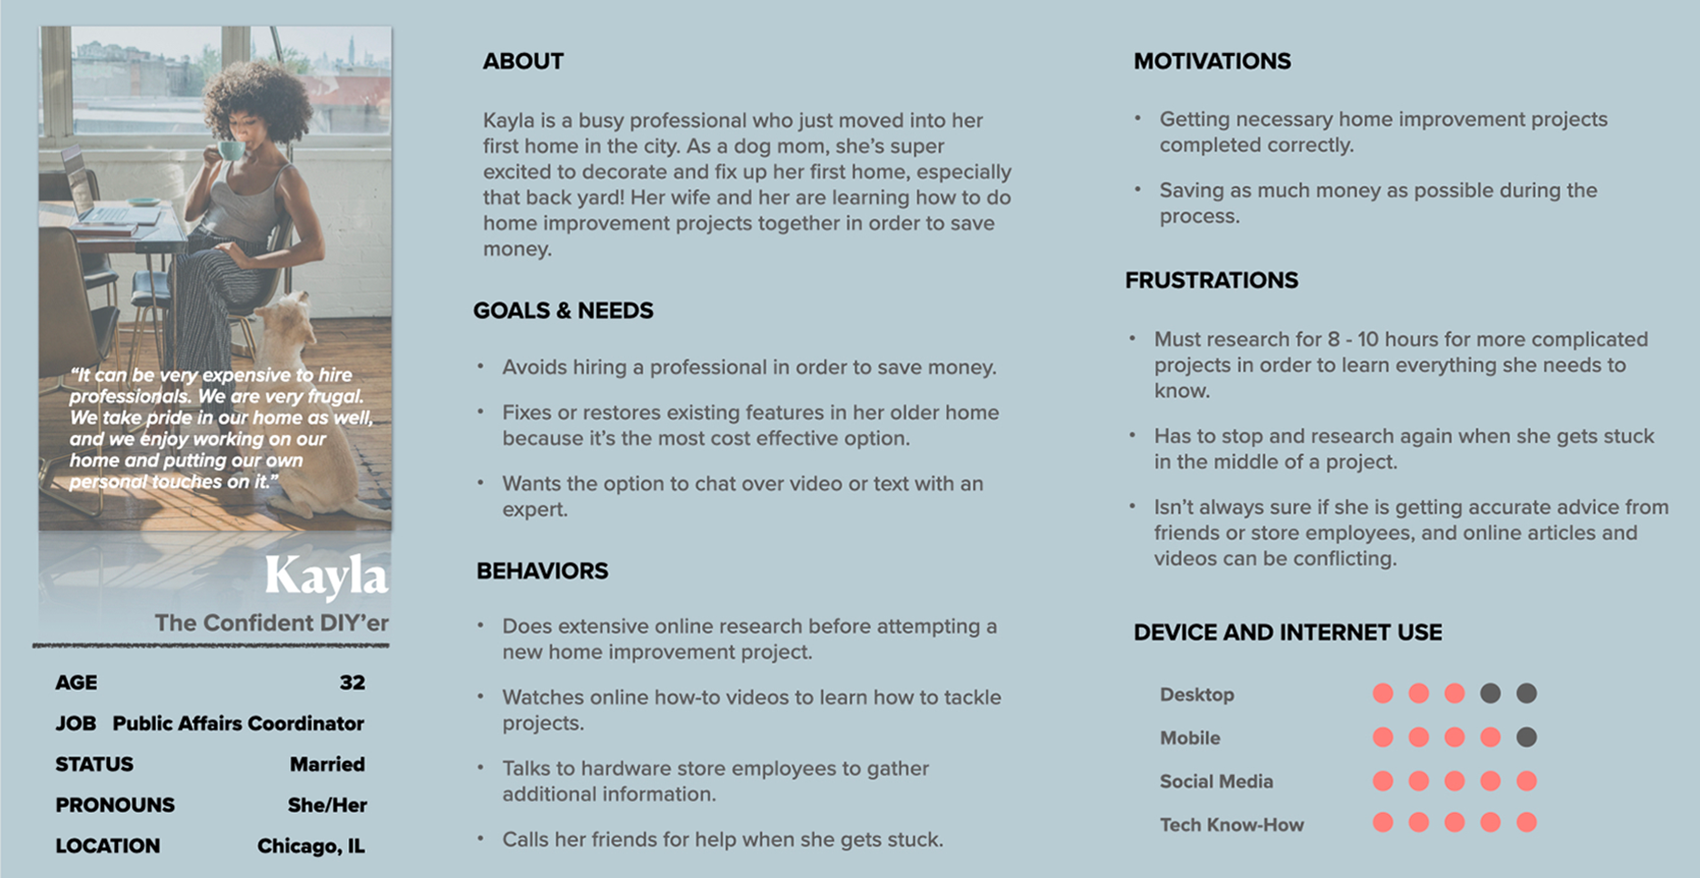 “It can be very expensive to hire
professionals. We are very frugal.
We take pride in our home as well,
and we enjoy working on our
home and putting our own
personal touches on it.”
Kayla
The Confident DIY’er
AGE 32
JOB Public Affairs Coordinator
STATUS Married
PRONOUNS She/Her
LOCATION Chicago, IL
ABOUT
Kayla is a busy professional who just moved into her
first home in the city. As a dog mom, she’s super
excited to decorate and fix up her first home, especially
that back yard! Her wife and her are learning how to do
home improvement projects together in order to save
money.
GOALS & NEEDS
• Avoids hiring a professional in order to save money.
• Fixes or restores existing features in her older home
because it’s the most cost effective option.
• Wants the option to chat over video or text with an
expert.
BEHAVIORS
• Does extensive online research before attempting a
new home improvement project.
• Watches online how-to videos to learn how to tackle
projects.
• Talks to hardware store employees to gather
additional information.
• Calls her friends for help when she gets stuck.
MOTIVATIONS
• Getting necessary home improvement projects
completed correctly.
• Saving as much money as possible during the
process.
FRUSTRATIONS
• Must research for 8 - 10 hours for more complicated
projects in order to learn everything she needs to
know.
• Has to stop and research again when she gets stuck
in the middle of a project.
• Isn’t always sure if she is getting accurate advice from
friends or store employees, and online articles and
videos can be conflicting.
DEVICE AND INTERNET USE
Desktop
Mobile
Social Media
Tech Know-How